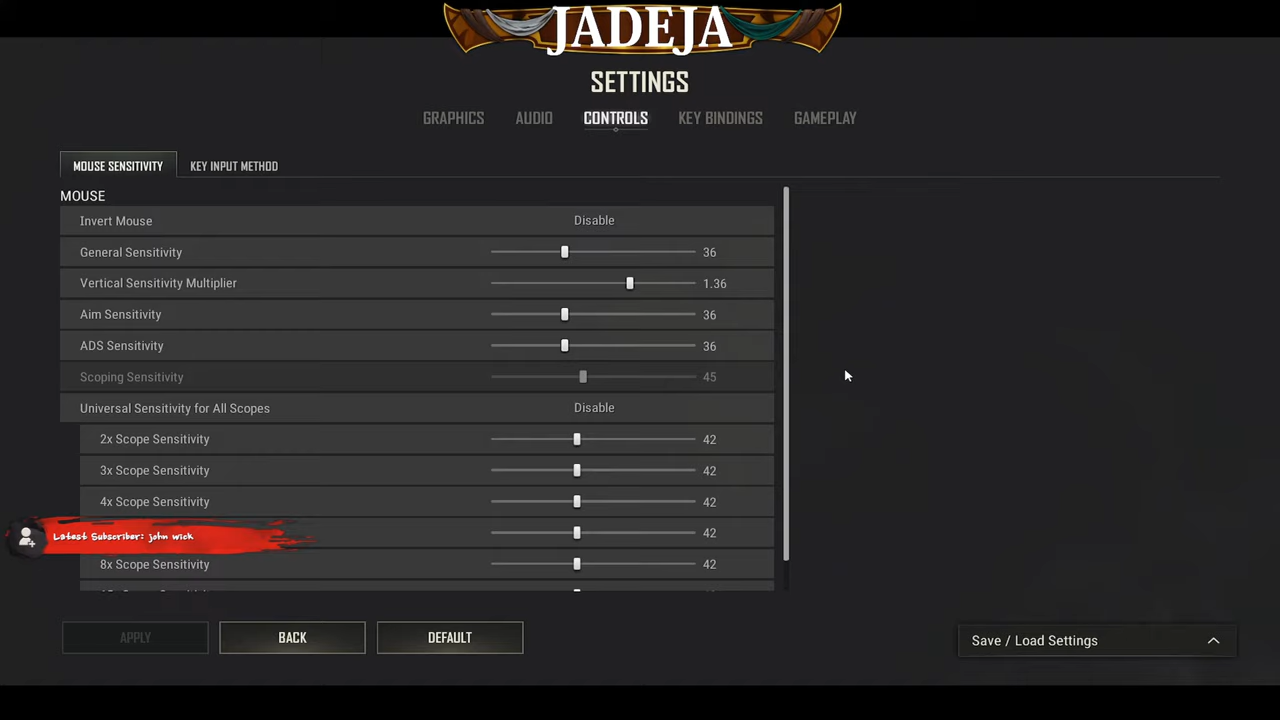 JADEJA
SETTINGS
GRAPHICS AUDIO CONTROLS KEY BINDINGS GAMEPLAY
MOUSE SENSITIVITY KEY INPUT METHOD
MOUSE
Invert Mouse Disable
General Sensitivity 36
Vertical Sensitivity Multiplier 1.36
Aim Sensitivity 36
ADS Sensitivity 36
Scoping Sensitivity 45
Universal Sensitivity for All Scopes Disable
2x Scope Sensitivity 42
3x Scope Sensitivity 42
4x Scope Sensitivity 42
Latest Subscriber: john wick
42
8x Scope Sensitivity 42
APPLY BACK DEFAULT
Save / Load Settings